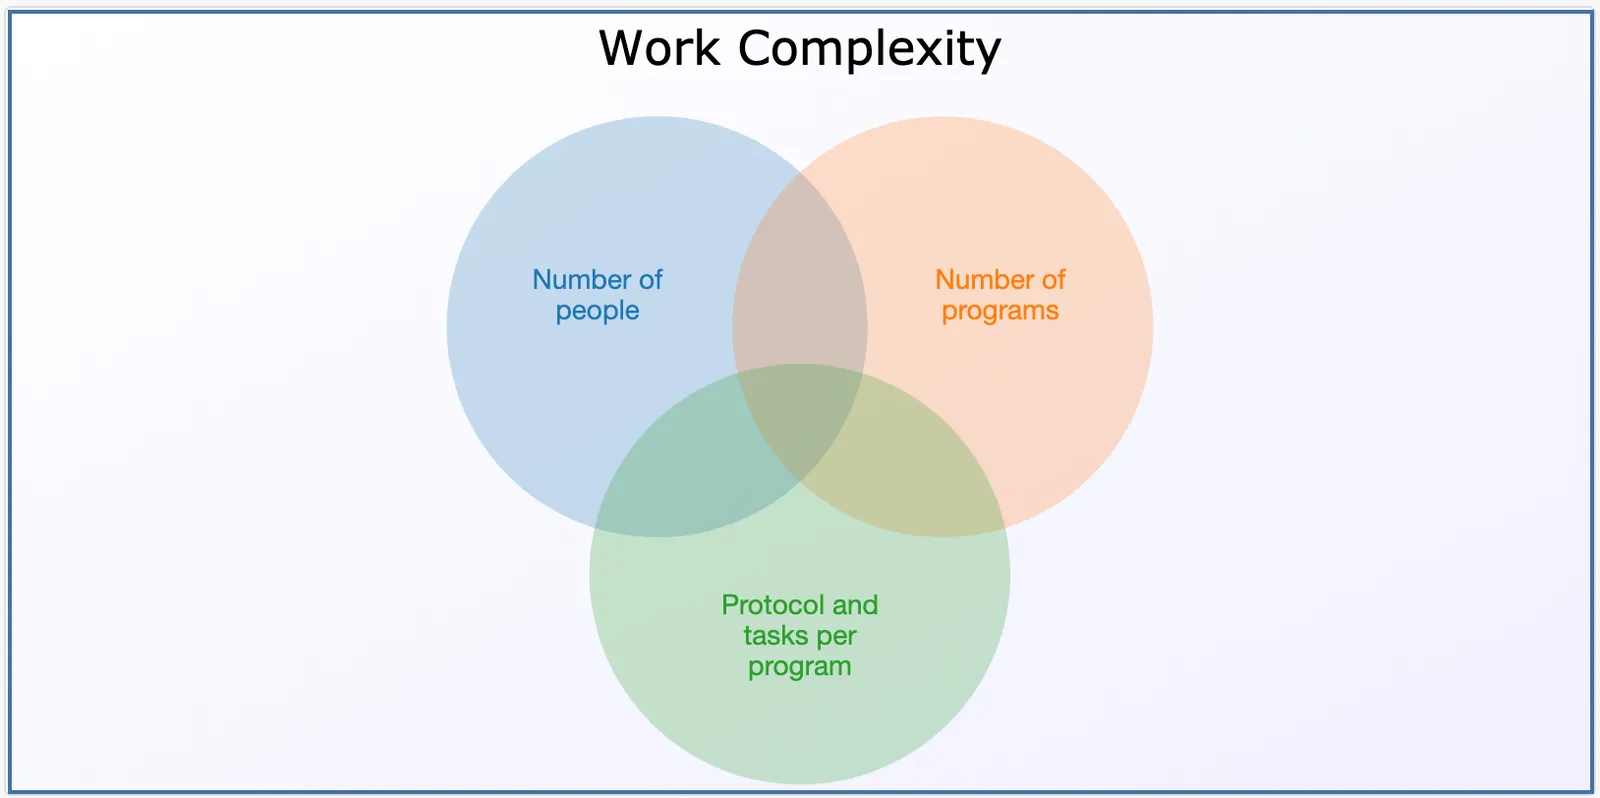 Work Complexity
Number of
people
Number of
programs
Protocol and
tasks per
program